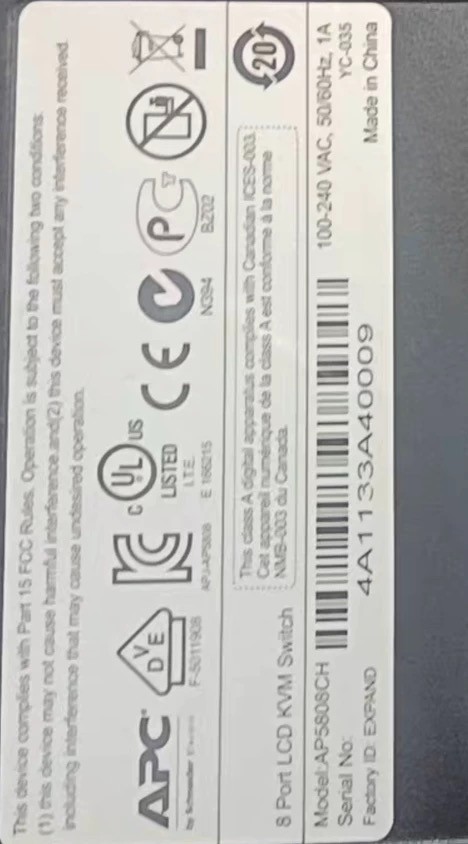 This device complies with Part 15 FCC Rules. Operation is subject to the following two conditions:
(1) this device may not cause harmful interference,and(2) this device must accept any interference received
including interference that may cause undesired operation.
APC
by Schneider Electric
DVE
F-5011908
APJ-AP5808
C UL US
LISTED
I.T.E.
E 166215
CE
N394
PC
BZ02
20
This class A digital apparatus complies with Canadian ICES-003.
Cet appareil numérique de la class A est conforme à la norme
NMB-003 du Canada.
8 Port LCD KVM Switch
Model:AP5808CH
100-240 VAC, 50/60Hz, 1A
Serial No:
YC-035
4A1133A40009
Factory ID: EXPAND
Made in China